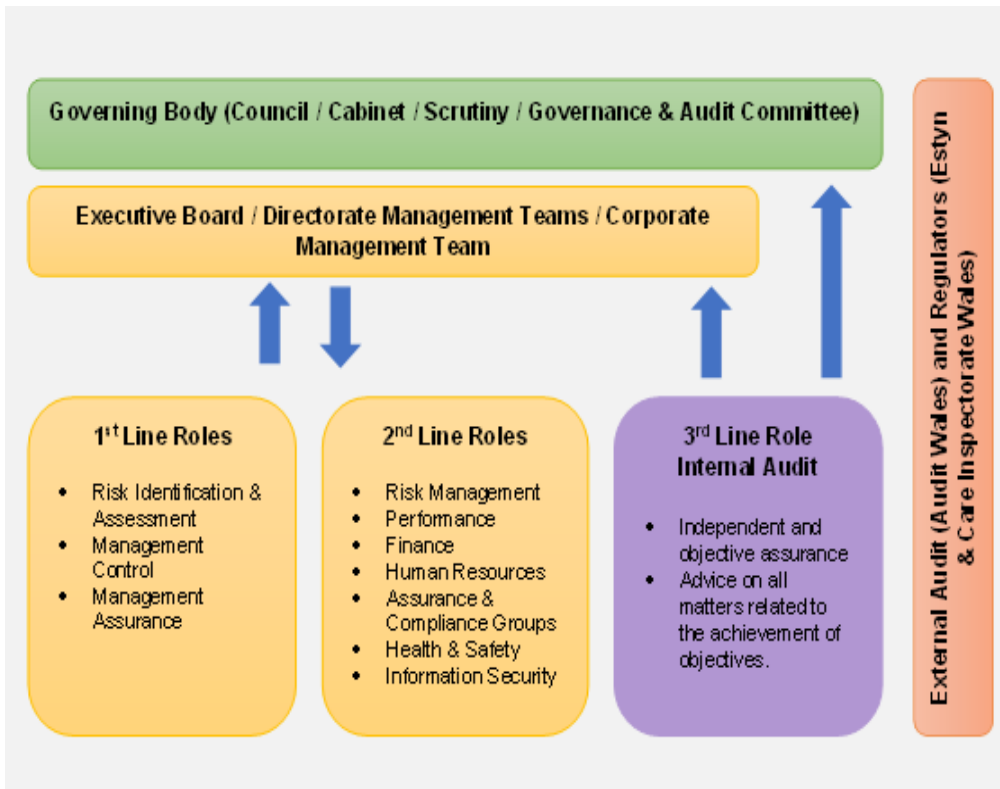 Governing Body (Council / Cabinet / Scrutiny / Governance & Audit Committee)
Executive Board / Directorate Management Teams / Corporate
Management Team
1st Line Roles
• Risk Identification &
Assessment
• Management
Control
• Management
Assurance
2nd Line Roles
• Risk Management
• Performance
• Finance
• Human Resources
• Assurance &
Compliance Groups
• Health & Safety
• Information Security
3rd Line Role
Internal Audit
• Independent and
objective assurance
• Advice on all
matters related to
the achievement of
objectives.
External Audit (Audit Wales) and Regulators (Estyn
& Care Inspectorate Wales)